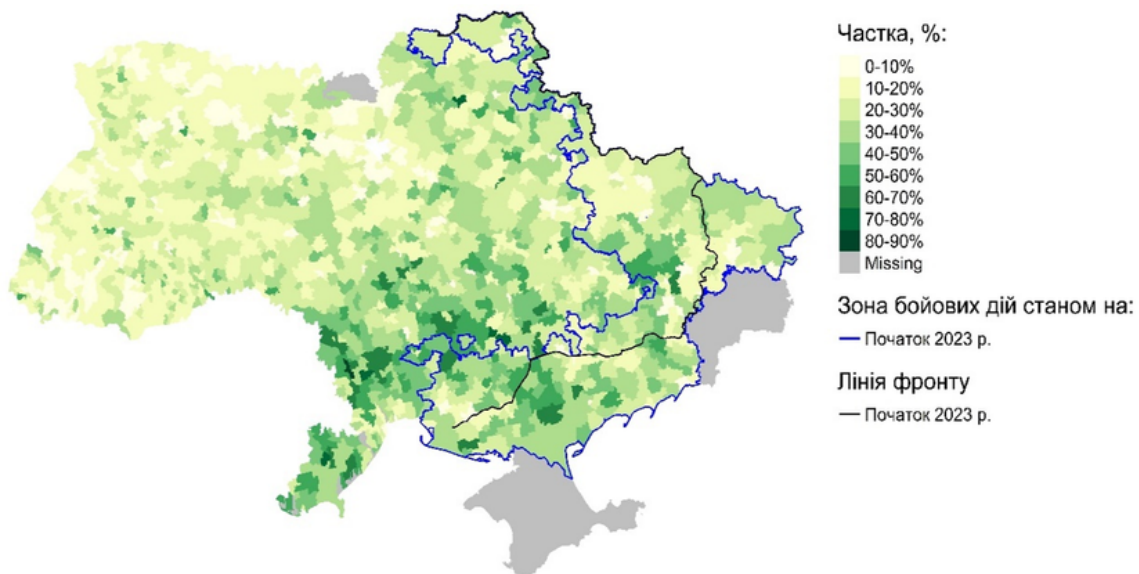 Частка, %:
0-10%
10-20%
20-30%
30-40%
40-50%
50-60%
60-70%
70-80%
80-90%
Missing
Зона бойових дій станом на:
Початок 2023 р.
Лінія фронту
Початок 2023 р.